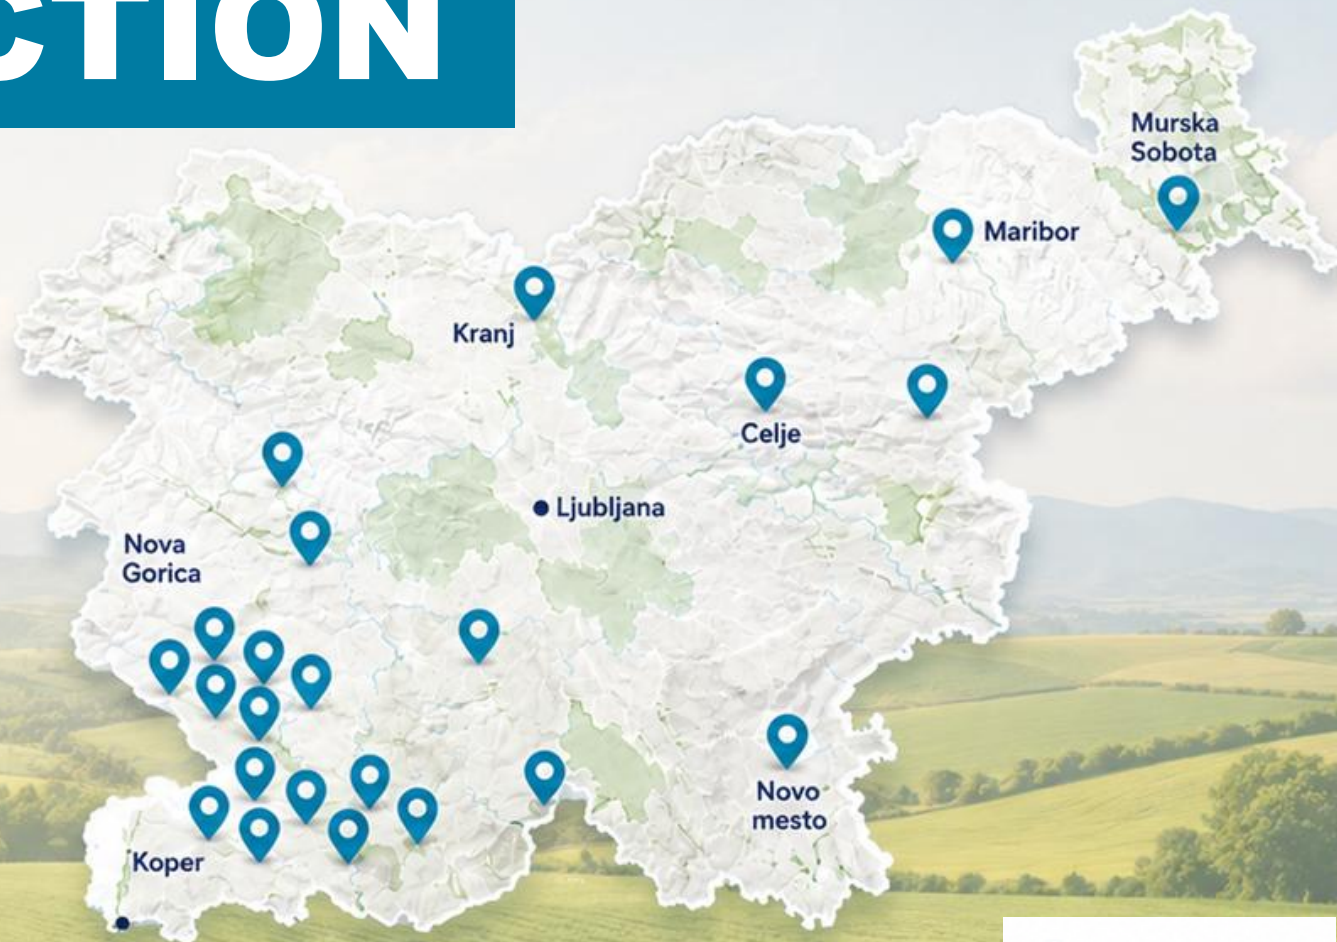 CTION
Murska
Sobota
Maribor
Kranj
Celje
Ljubljana
Nova
Gorica
Novo
mesto
Koper